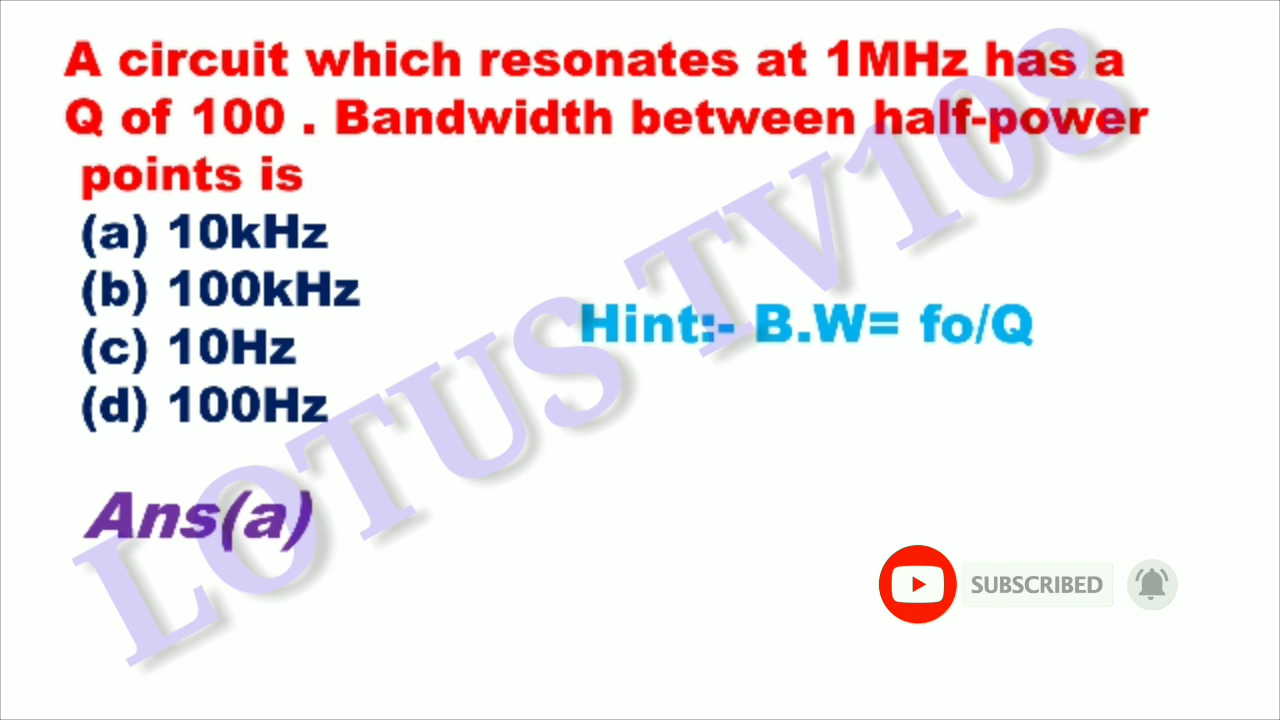 A circuit which resonates at 1MHz has a
Q of 100 . Bandwidth between half-power
points is
(a) 10kHz
(b) 100kHz
(c) 10Hz
(d) 100Hz
Hint:- B.W= fo/Q
Ans(a)
LOTUS TV108
SUBSCRIBED